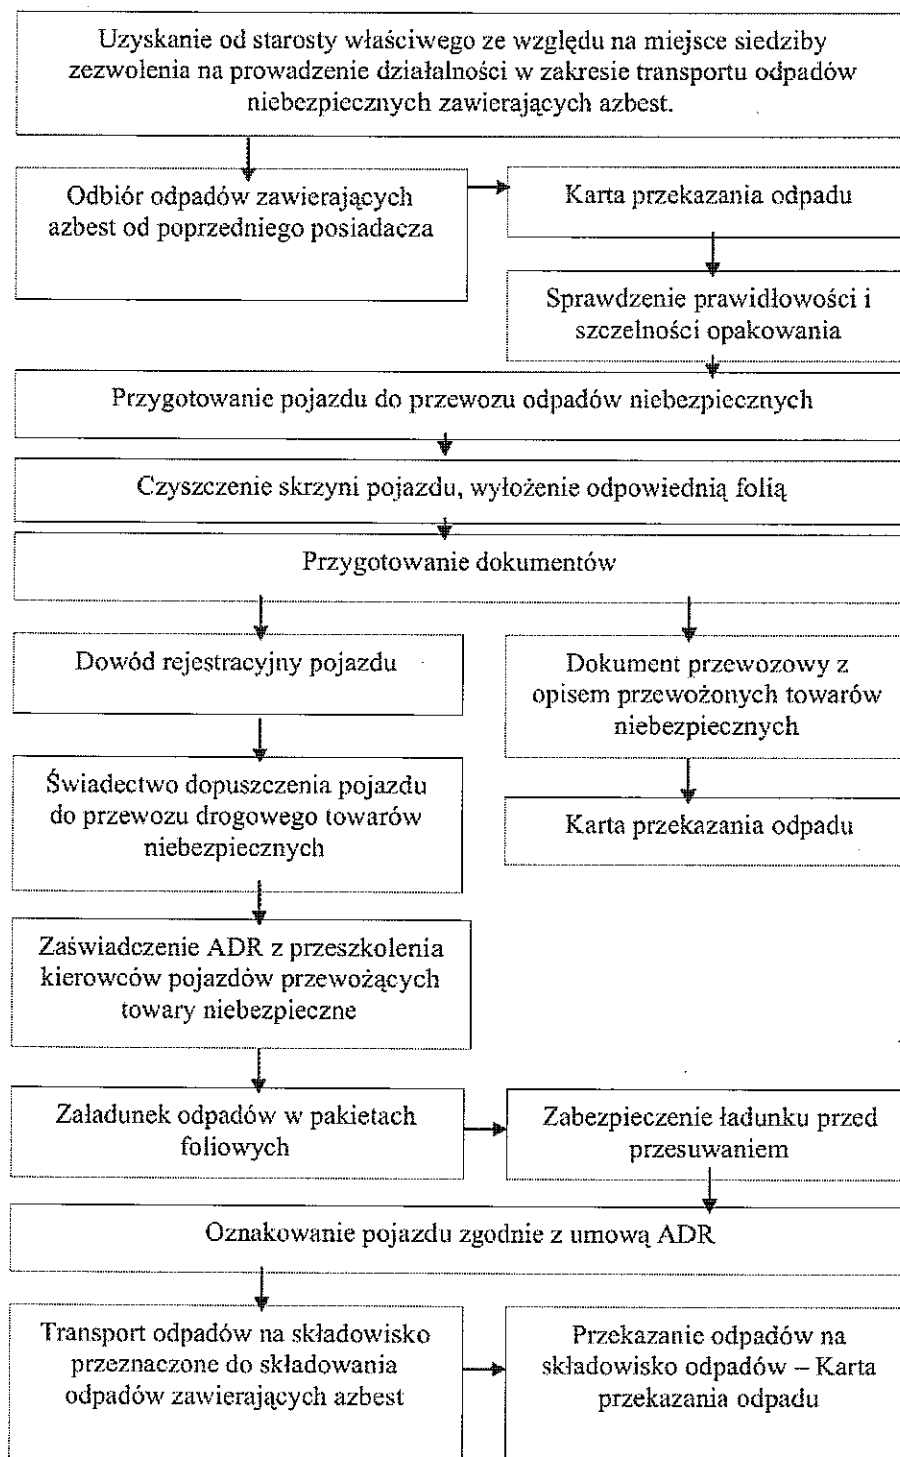 Uzyskanie od starosty właściwego ze względu na miejsce siedziby
zezwolenia na prowadzenie działalności w zakresie transportu odpadów
niebezpiecznych zawierających azbest.
Odbiór odpadów zawierających
azbest od poprzedniego posiadacza
Karta przekazania odpadu
Sprawdzenie prawidłowości i
szczelności opakowania
Przygotowanie pojazdu do przewozu odpadów niebezpiecznych
Czyszczenie skrzyni pojazdu, wyłożenie odpowiednią folią
Przygotowanie dokumentów
Dowód rejestracyjny pojazdu
Dokument przewozowy z
opisem przewożonych towarów
niebezpiecznych
Świadectwo dopuszczenia pojazdu
do przewozu drogowego towarów
niebezpiecznych
Karta przekazania odpadu
Zaświadczenie ADR z przeszkolenia
kierowców pojazdów przewożących
towary niebezpieczne
Załadunek odpadów w pakietach
foliowych
Zabezpieczenie ładunku przed
przesuwaniem
Oznakowanie pojazdu zgodnie z umową ADR
Transport odpadów na składowisko
przeznaczone do składowania
odpadów zawierających azbest
Przekazanie odpadów na
składowisko odpadów – Karta
przekazania odpadu